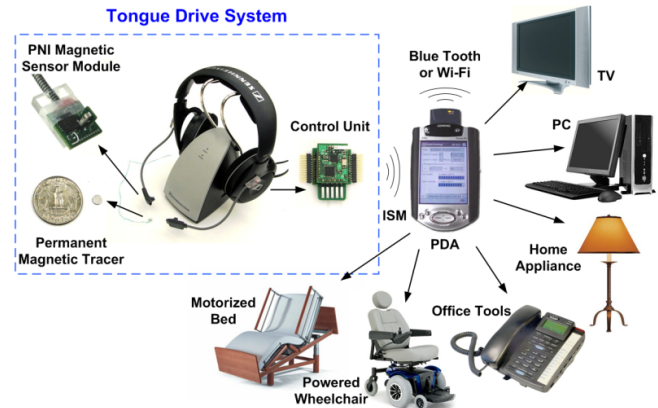 Tongue Drive System
PNI Magnetic
Sensor Module
Blue Tooth
or Wi-Fi
TV
SENNHEISER
Control Unit
PC
ISM
PDA
Permanent
Magnetic Tracer
Home
Appliance
Motorized
Bed
Office Tools
Powered
Wheelchair